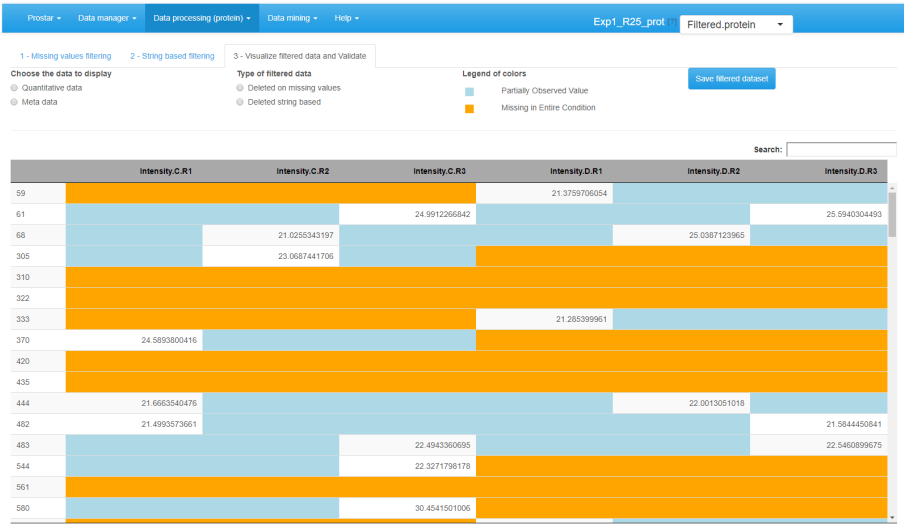 Prostar Data manager Data processing (protein) Data mining Help Exp1_R25_prot [?] Filtered.protein
1 - Missing values filtering 2 - String based filtering 3 - Visualize filtered data and Validate
Choose the data to display Type of filtered data Legend of colors Save filtered dataset
Quantitative data Deleted on missing values Partially Observed Value
Meta data Deleted string based Missing in Entire Condition
Search:
Intensity.C.R1 Intensity.C.R2 Intensity.C.R3 Intensity.D.R1 Intensity.D.R2 Intensity.D.R3
59 21.3759706054
61 24.9912266842 25.5940304493
68 21.0255343197 25.0387123965
305 23.0687441706
310
322
333 21.285399961
370 24.5893800416
420
435
444 21.6663540476 22.0013051018
482 21.4993573661 21.5844450841
483 22.4943360695 22.5460899675
544 22.3271798178
561
580 30.4541501006